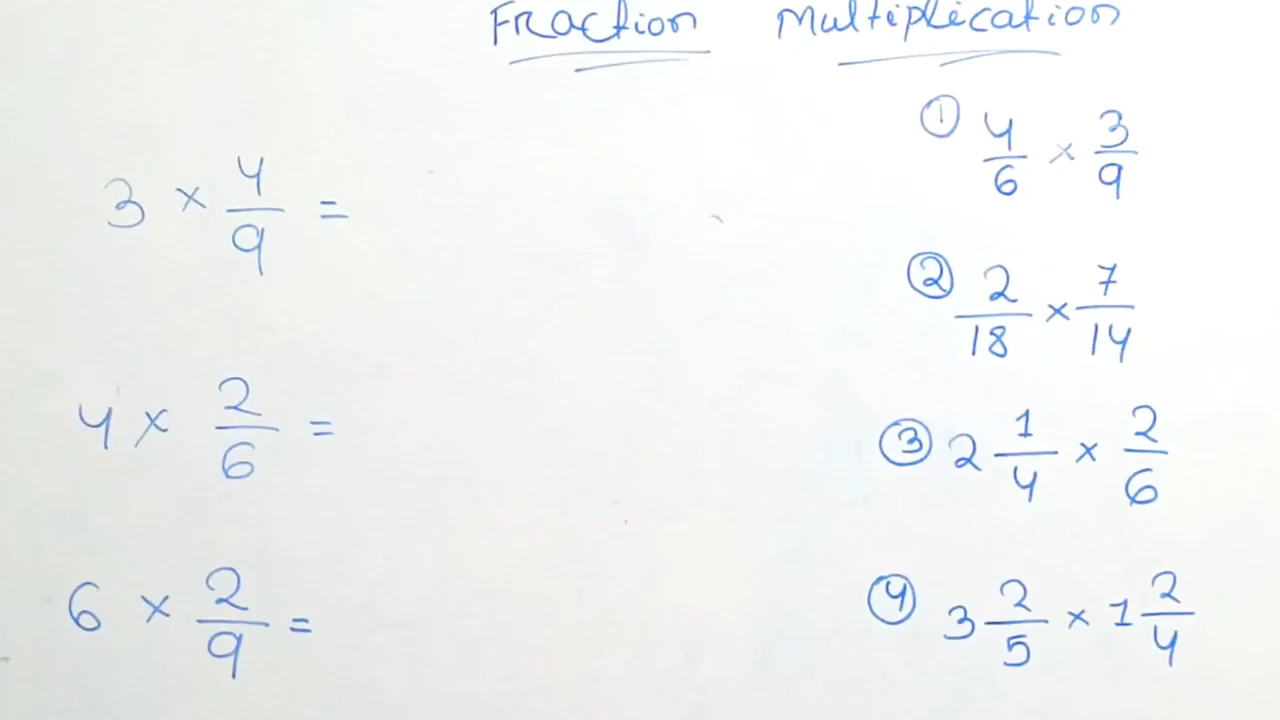 Fraction Multiplication
3 × 4/9 =
4 × 2/6 =
6 × 2/9 =
① 4/6 × 3/9
② 2/18 × 7/14
③ 2 1/4 × 2/6
④ 3 2/5 × 1 2/4